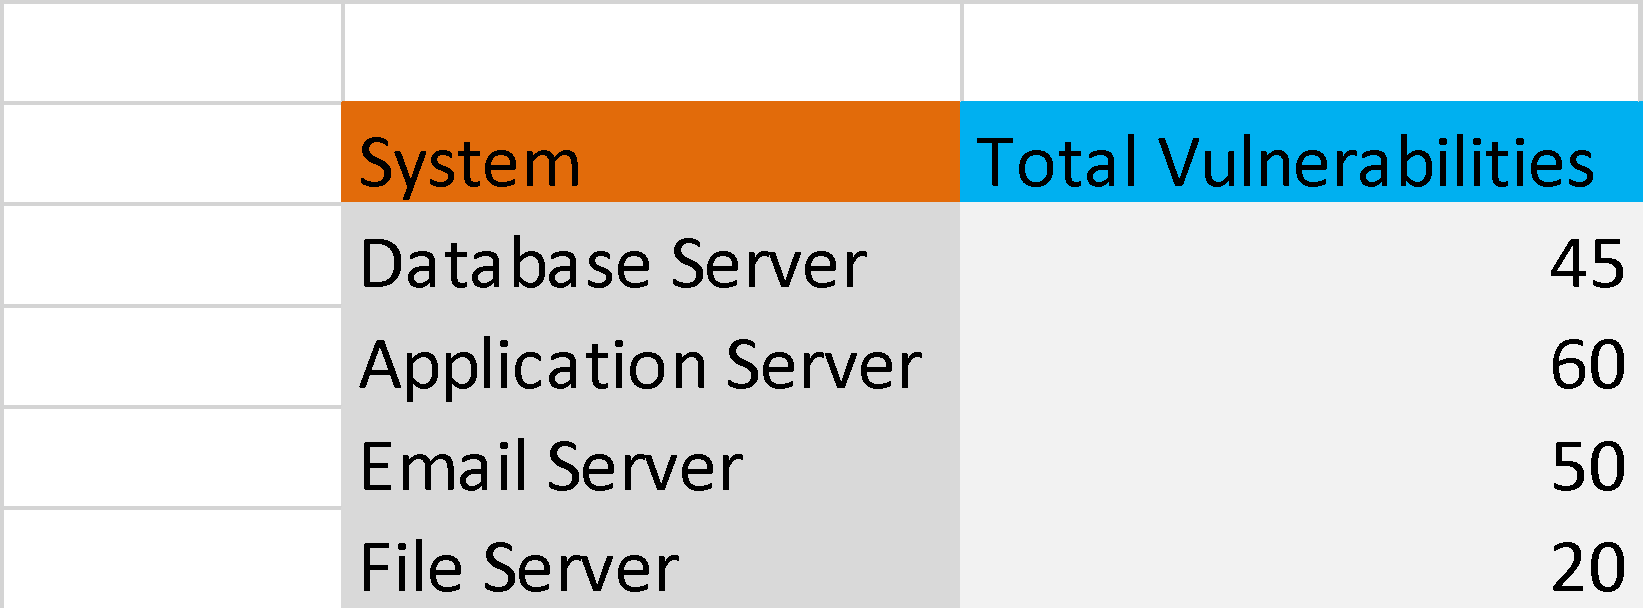 System Total Vulnerabilities
Database Server 45
Application Server 60
Email Server 50
File Server 20